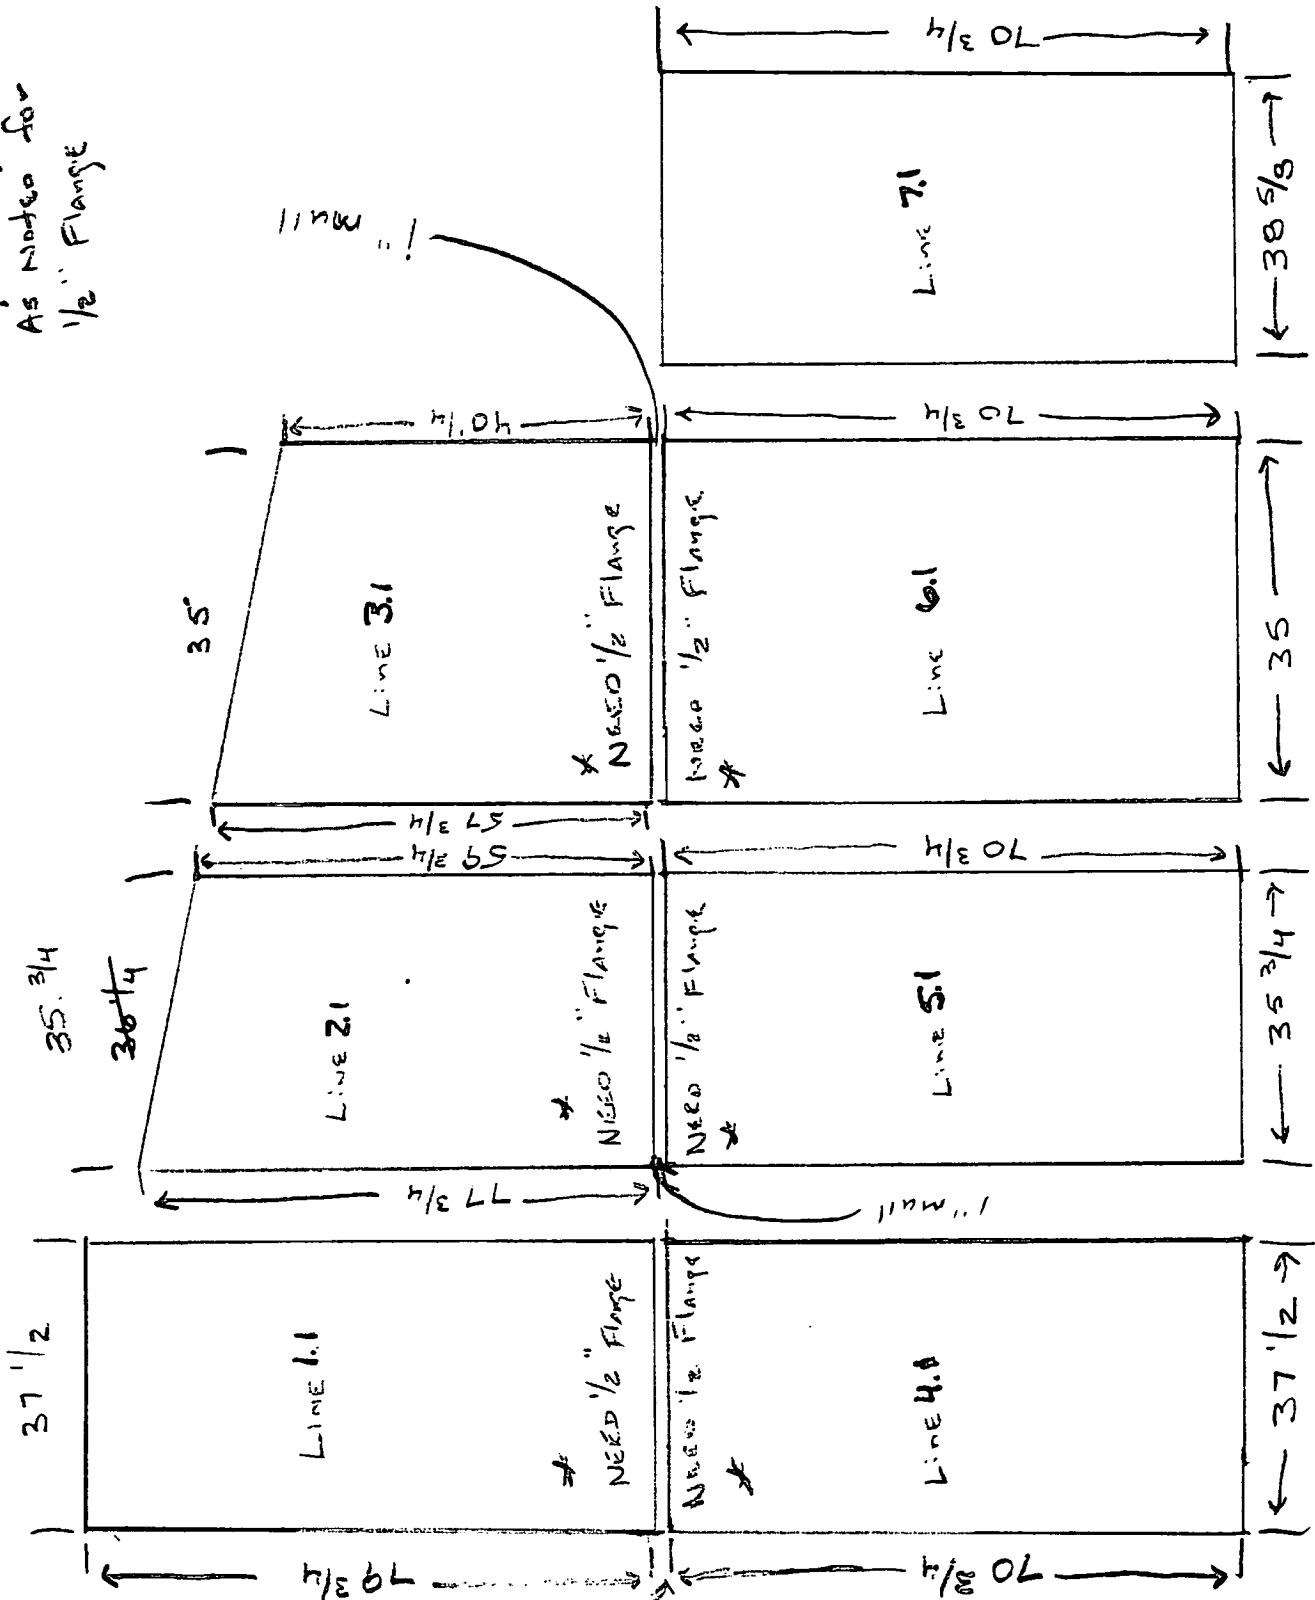 As Noted for
1/2" Flange
37 1/2
35 3/4
36 1/4
35
1" mull
79 3/4
Line 1.1
* NEED 1/2" Flange
77 3/4
Line 2.1
* NEED 1/2" Flange
59 3/4
57 3/4
Line 3.1
* NEED 1/2" Flange
40 1/4
70 3/4
* NEED 1/2 Flange
Line 4.1
37 1/2
1" mull
* NEED 1/2" Flange
Line 5.1
70 3/4
35 3/4
* NEED 1/2" Flange
Line 6.1
70 3/4
35
Line 7.1
70 3/4
38 5/8